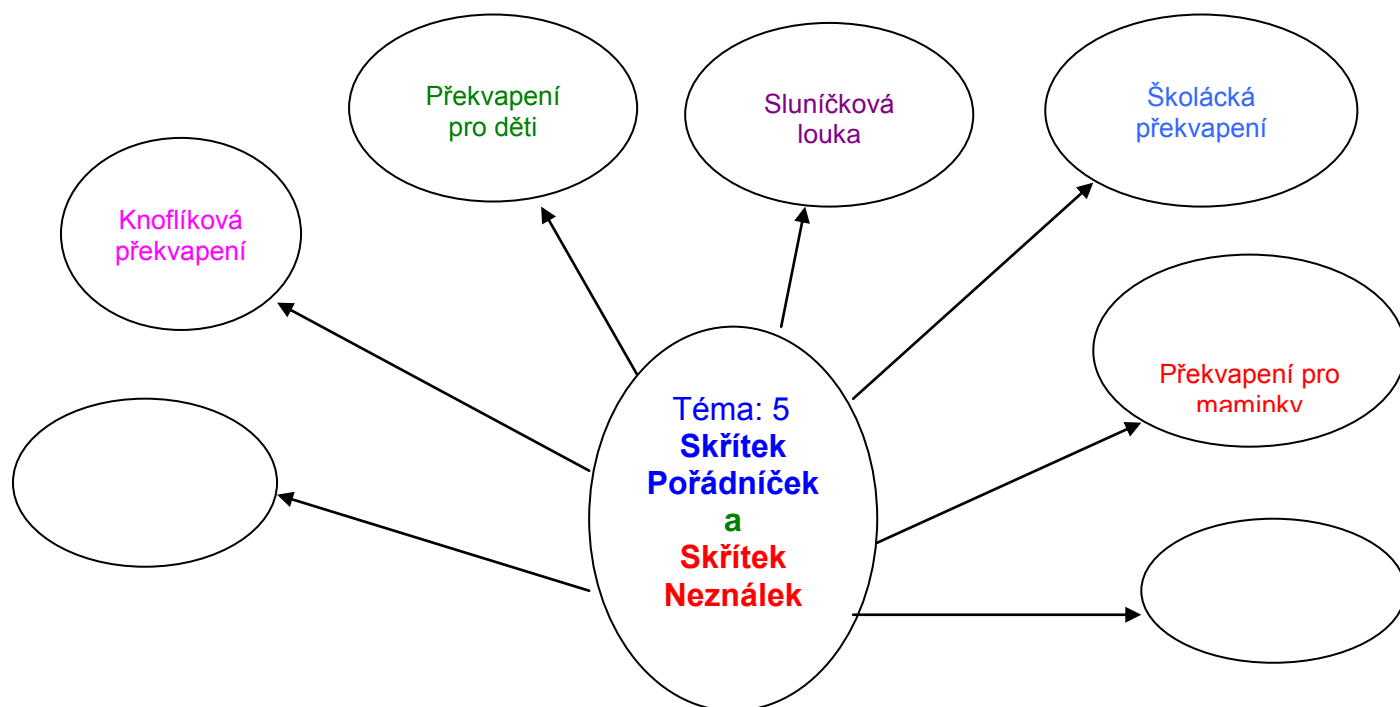 Překvapení
pro děti
Sluníčková
louka
Školácká
překvapení
Knoflíková
překvapení
Překvapení pro
maminky
Téma: 5
Skřítek
Pořádníček
a
Skřítek
Neználek